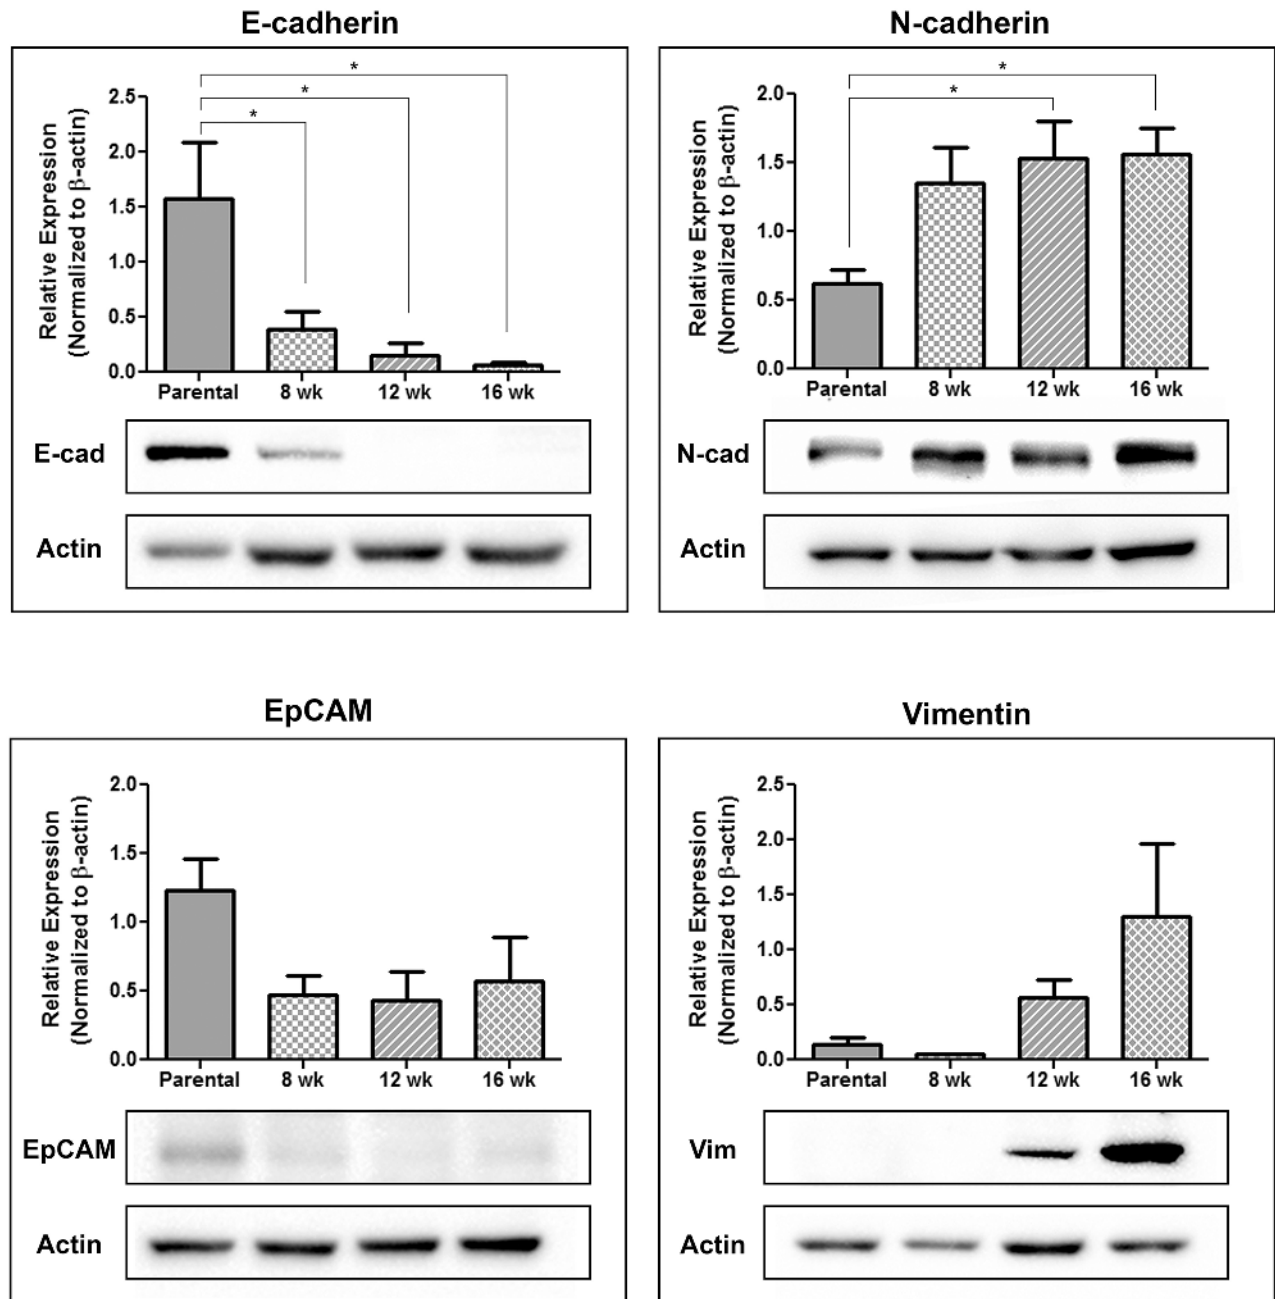 E-cadherin
*
*
*
2.5
2.0
1.5
1.0
0.5
0.0
Relative Expression
(Normalized to β-actin)
Parental 8 wk 12 wk 16 wk
E-cad
Actin
N-cadherin
*
*
2.0
1.5
1.0
0.5
0.0
Relative Expression
(Normalized to β-actin)
Parental 8 wk 12 wk 16 wk
N-cad
Actin
EpCAM
2.0
1.5
1.0
0.5
0.0
Relative Expression
(Normalized to β-actin)
Parental 8 wk 12 wk 16 wk
EpCAM
Actin
Vimentin
2.5
2.0
1.5
1.0
0.5
0.0
Relative Expression
(Normalized to β-actin)
Parental 8 wk 12 wk 16 wk
Vim
Actin